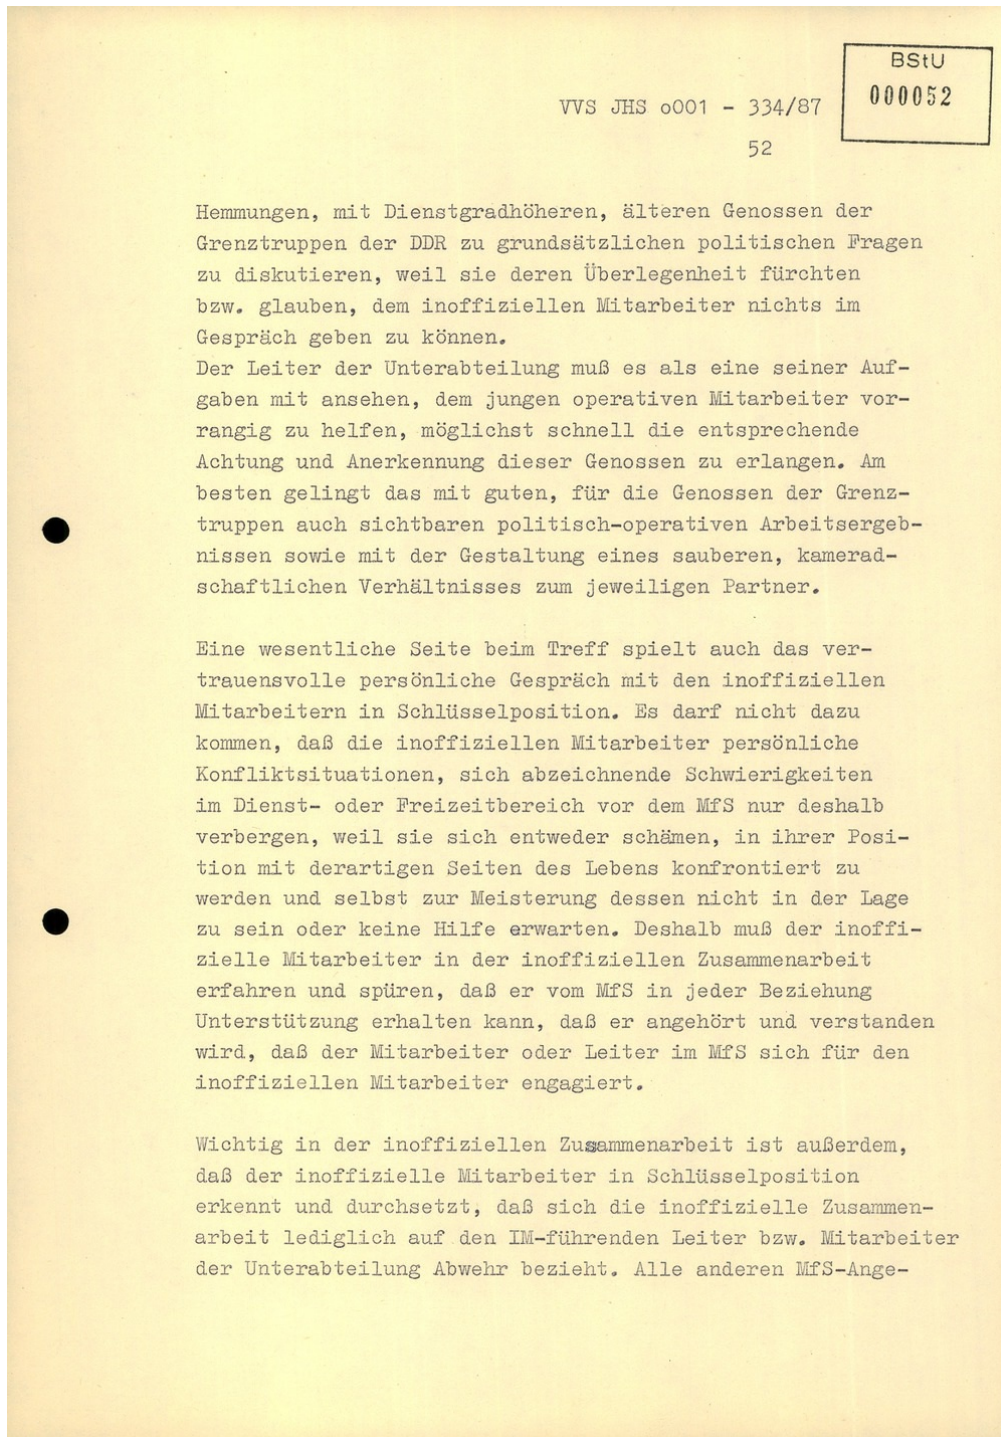 BStU
000052
VVS JHS o001 - 334/87
52
Hemmungen, mit Dienstgradhöheren, älteren Genossen der
Grenztruppen der DDR zu grundsätzlichen politischen Fragen
zu diskutieren, weil sie deren Überlegenheit fürchten
bzw. glauben, dem inoffiziellen Mitarbeiter nichts im
Gespräch geben zu können.
Der Leiter der Unterabteilung muß es als eine seiner Auf-
gaben mit ansehen, dem jungen operativen Mitarbeiter vor-
rangig zu helfen, möglichst schnell die entsprechende
Achtung und Anerkennung dieser Genossen zu erlangen. Am
besten gelingt das mit guten, für die Genossen der Grenz-
truppen auch sichtbaren politisch-operativen Arbeitsergeb-
nissen sowie mit der Gestaltung eines sauberen, kamerad-
schaftlichen Verhältnisses zum jeweiligen Partner.
Eine wesentliche Seite beim Treff spielt auch das ver-
trauensvolle persönliche Gespräch mit den inoffiziellen
Mitarbeitern in Schlüsselposition. Es darf nicht dazu
kommen, daß die inoffiziellen Mitarbeiter persönliche
Konfliktsituationen, sich abzeichnende Schwierigkeiten
im Dienst- oder Freizeitbereich vor dem MfS nur deshalb
verbergen, weil sie sich entweder schämen, in ihrer Posi-
tion mit derartigen Seiten des Lebens konfrontiert zu
werden und selbst zur Meisterung dessen nicht in der Lage
zu sein oder keine Hilfe erwarten. Deshalb muß der inoffi-
zielle Mitarbeiter in der inoffiziellen Zusammenarbeit
erfahren und spüren, daß er vom MfS in jeder Beziehung
Unterstützung erhalten kann, daß er angehört und verstanden
wird, daß der Mitarbeiter oder Leiter im MfS sich für den
inoffiziellen Mitarbeiter engagiert.
Wichtig in der inoffiziellen Zusammenarbeit ist außerdem,
daß der inoffizielle Mitarbeiter in Schlüsselposition
erkennt und durchsetzt, daß sich die inoffizielle Zusammen-
arbeit lediglich auf den IM-führenden Leiter bzw. Mitarbeiter
der Unterabteilung Abwehr bezieht. Alle anderen MfS-Ange-